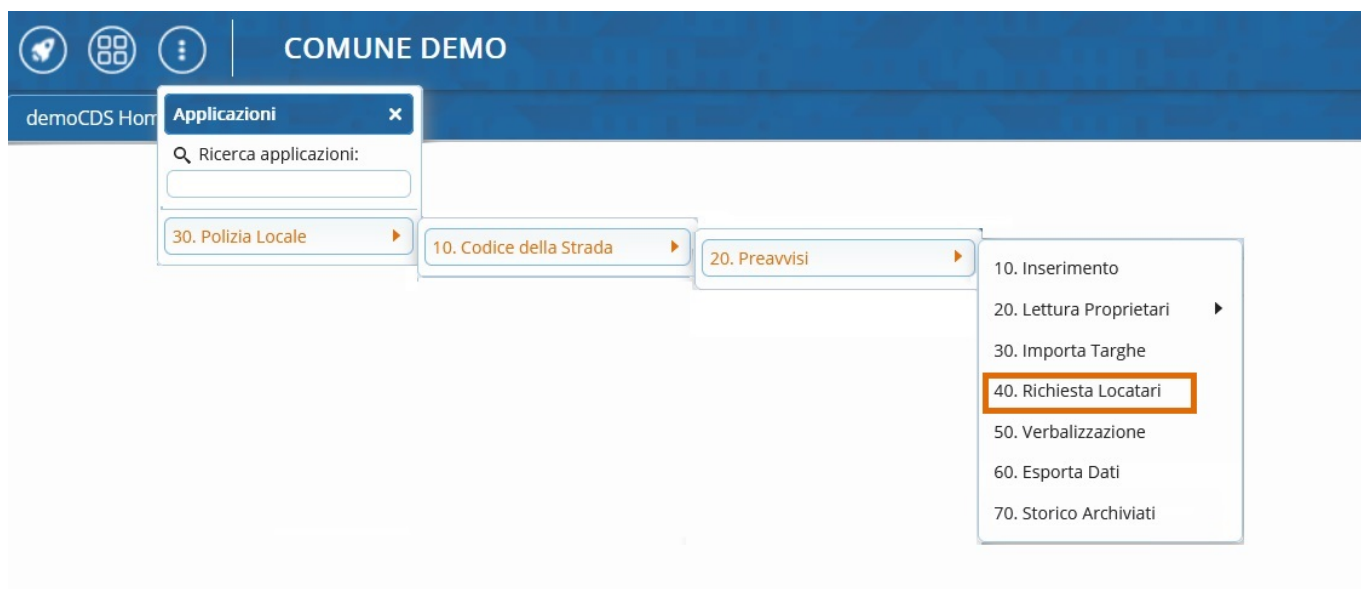 COMUNE DEMO
demoCDS Hom
Applicazioni ×
Ricerca applicazioni:
30. Polizia Locale
10. Codice della Strada
20. Preavvisi
10. Inserimento
20. Lettura Proprietari
30. Importa Targhe
40. Richiesta Locatari
50. Verbalizzazione
60. Esporta Dati
70. Storico Archiviati